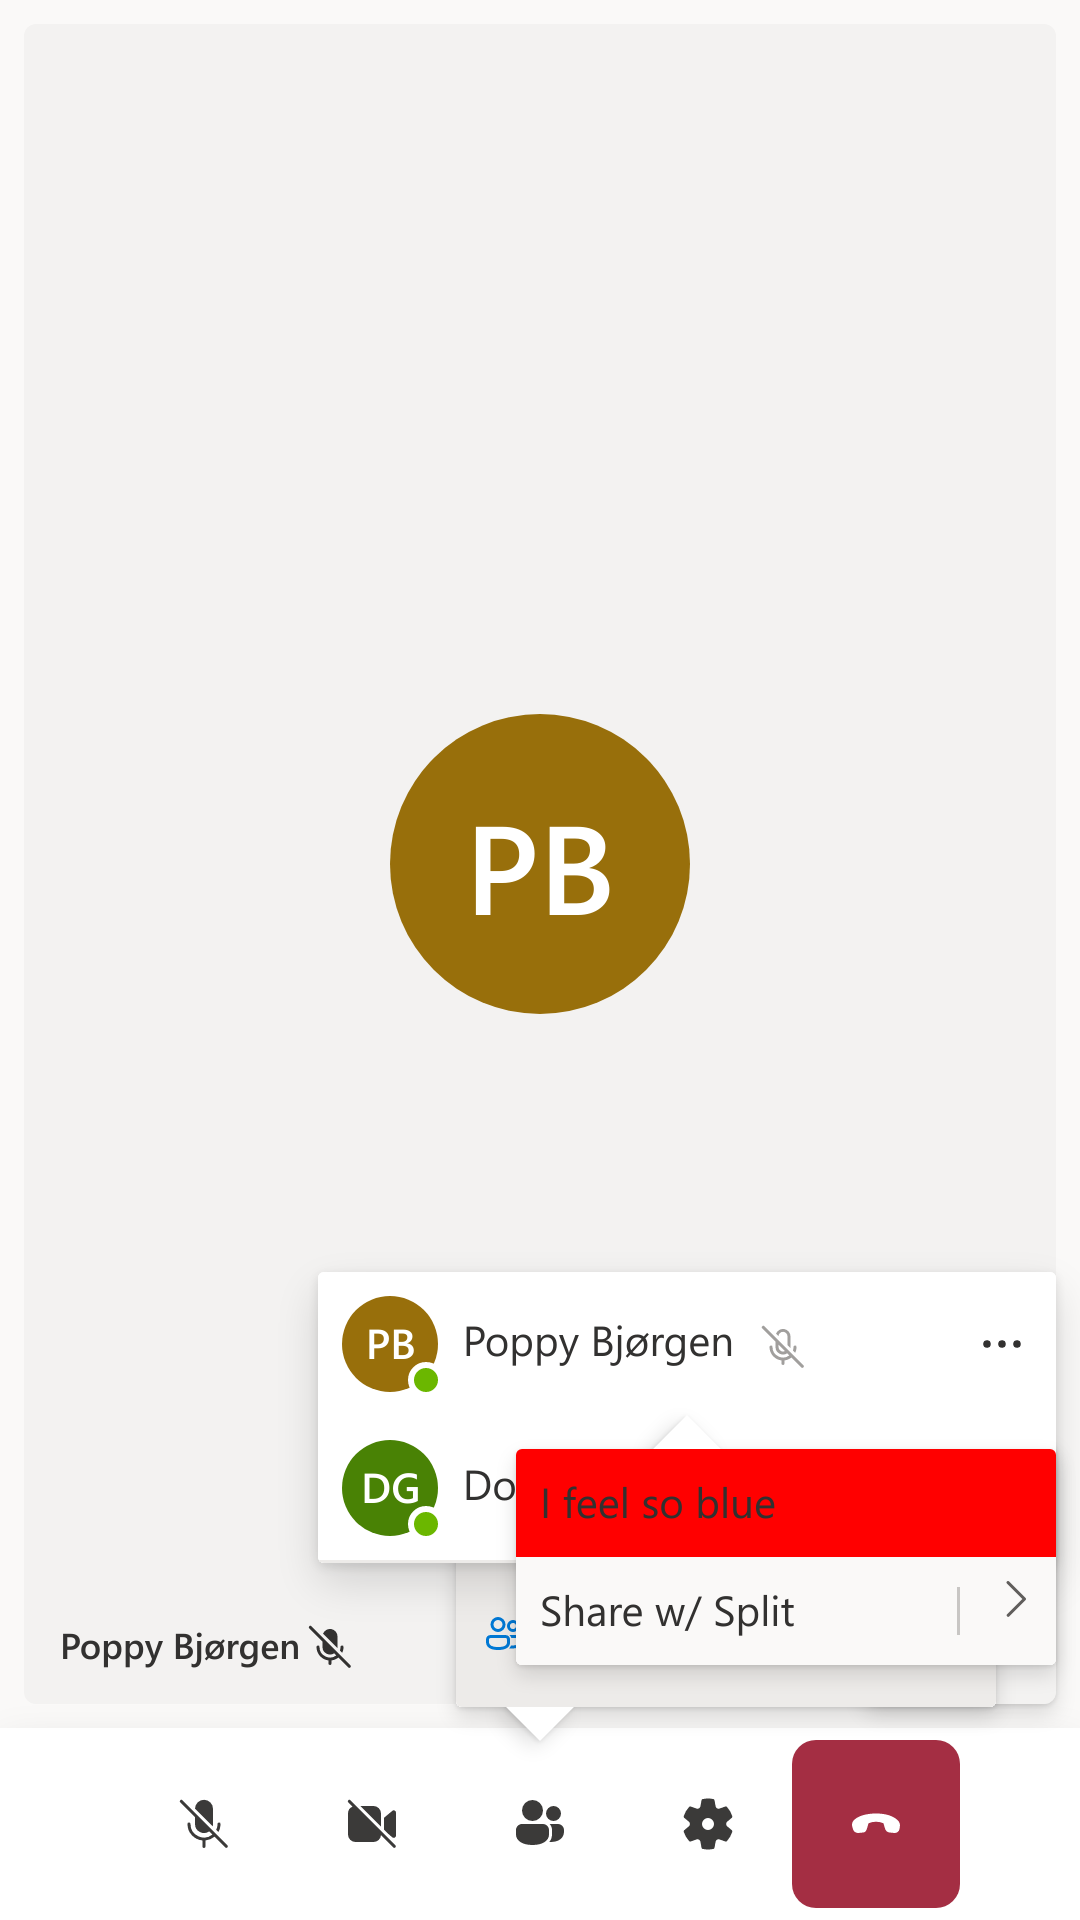 PB
PB
Poppy Bjørgen
DG
Do
I feel so blue
Share w/ Split
Poppy Bjørgen